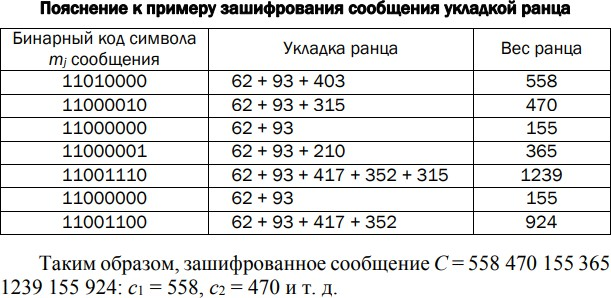 Пояснение к примеру зашифрования сообщения укладкой ранца
Бинарный код символа Укладка ранца Вес ранца
mj сообщения
11010000 62 + 93 + 403 558
11000010 62 + 93 + 315 470
11000000 62 + 93 155
11000001 62 + 93 + 210 365
11001110 62 + 93 + 417 + 352 + 315 1239
11000000 62 + 93 155
11001100 62 + 93 + 417 + 352 924
Таким образом, зашифрованное сообщение C = 558 470 155 365
1239 155 924: c1 = 558, c2 = 470 и т. д.